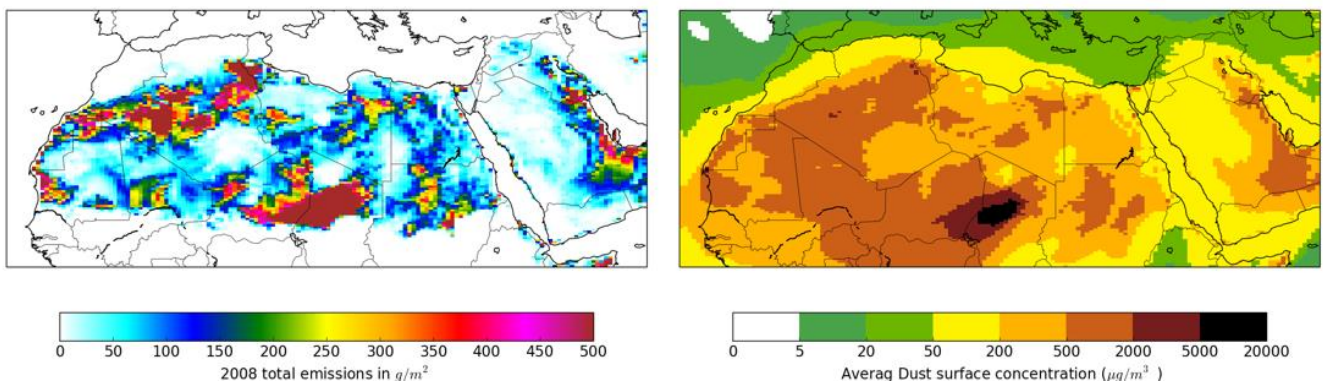 0 50 100 150 200 250 300 350 400 450 500
2008 total emissions in g/m²
0 5 20 50 200 500 2000 5000 20000
Averag Dust surface concentration (μg/m³ )